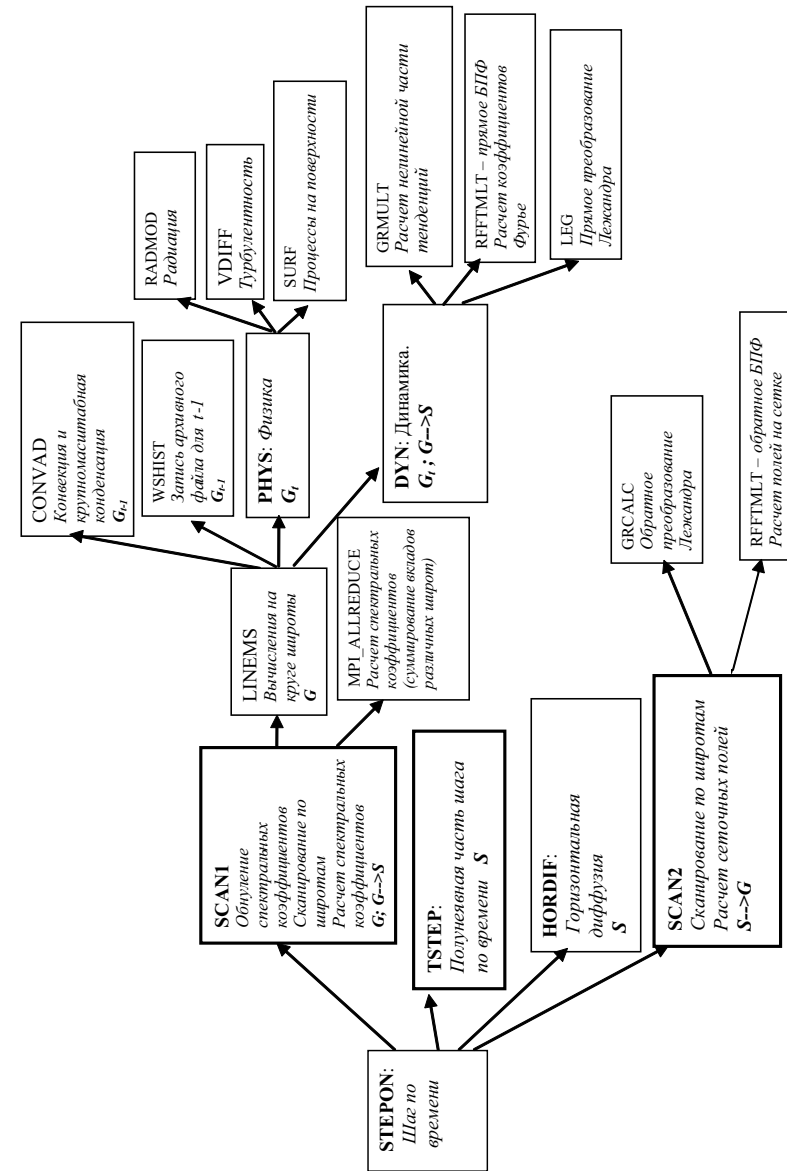 STEPON:
Шаг по
времени
SCAN1
Обнуление
спектральных
коэффициентов
Сканирование по
широтам
Расчет спектральных
коэффициентов
G; G-->S
TSTEP:
Полунеявная часть шага
по времени S
HORDIF:
Горизонтальная
диффузия
S
SCAN2
Сканирование по широтам
Расчет сеточных полей
S-->G
LINEMS
Вычисления на
круге широты
G
MPI_ALLREDUCE
Расчет спектральных
коэффициентов
(суммирование вкладов
различных широт)
CONVAD
Конвекция и
крупномасштабная
конденсация
Gt-1
WSHIST
Запись архивного
файла для t-1
Gt-1
PHYS: Физика
Gt
DYN: Динамика.
Gt ; G-->S
RADMOD
Радиация
VDIFF
Турбулентность
SURF
Процессы на поверхности
GRMULT
Расчет нелинейной части
тенденций
RFFTMLT – прямое БПФ
Расчет коэффициентов
Фурье
LEG
Прямое преобразование
Лежандра
GRCALC
Обратное
преобразование
Лежандра
RFFTMLT – обратное БПФ
Расчет полей на сетке